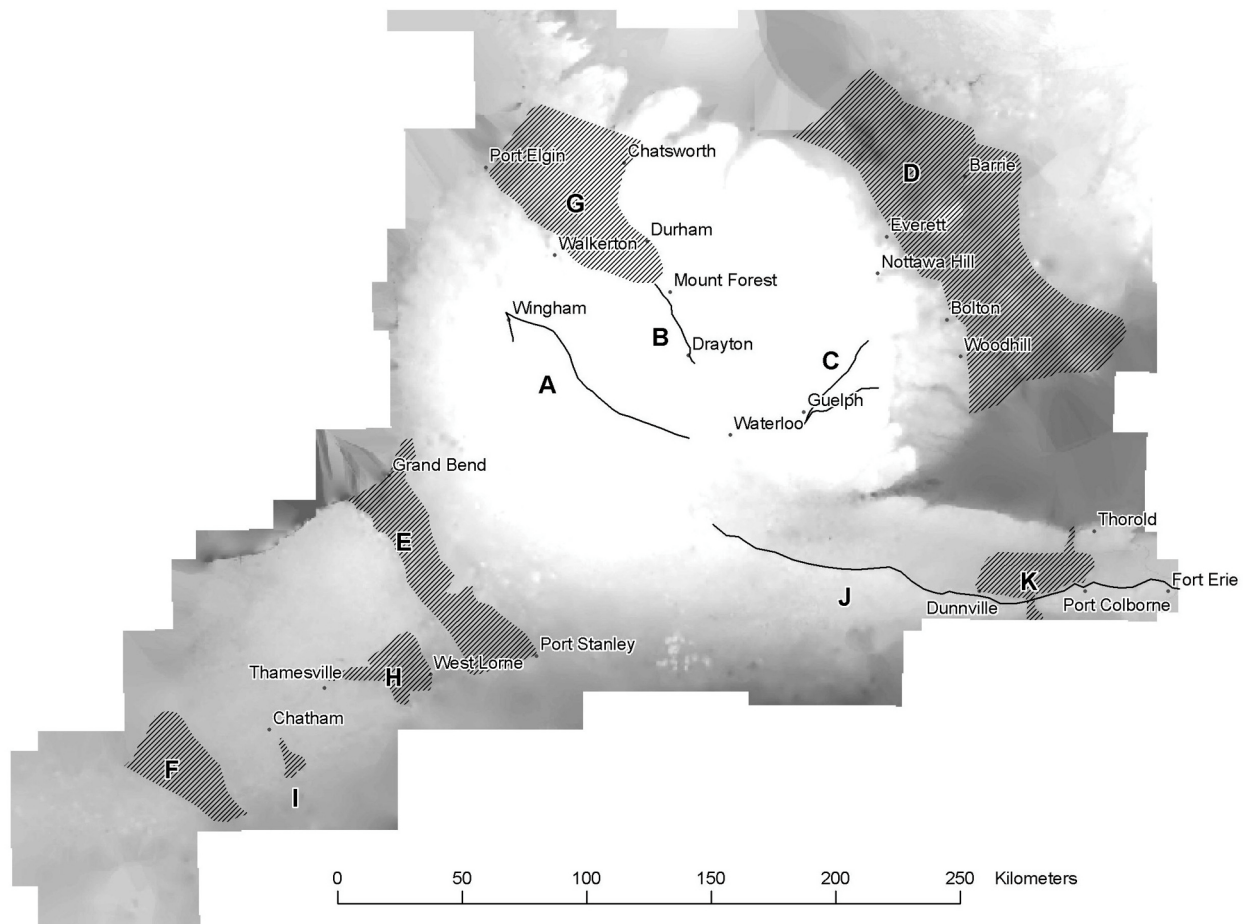 Port Elgin
Chatsworth
G
D
Barrie
Durham
Everett
Walkerton
Nottawa Hill
Mount Forest
Wingham
B
Bolton
Drayton
Woodhill
C
A
Guelph
Waterloo
Grand Bend
Thorold
E
K
Fort Erie
J
Dunnville
Port Colborne
Port Stanley
West Lorne
Thamesville
H
Chatham
F
I
0 50 100 150 200 250 Kilometers